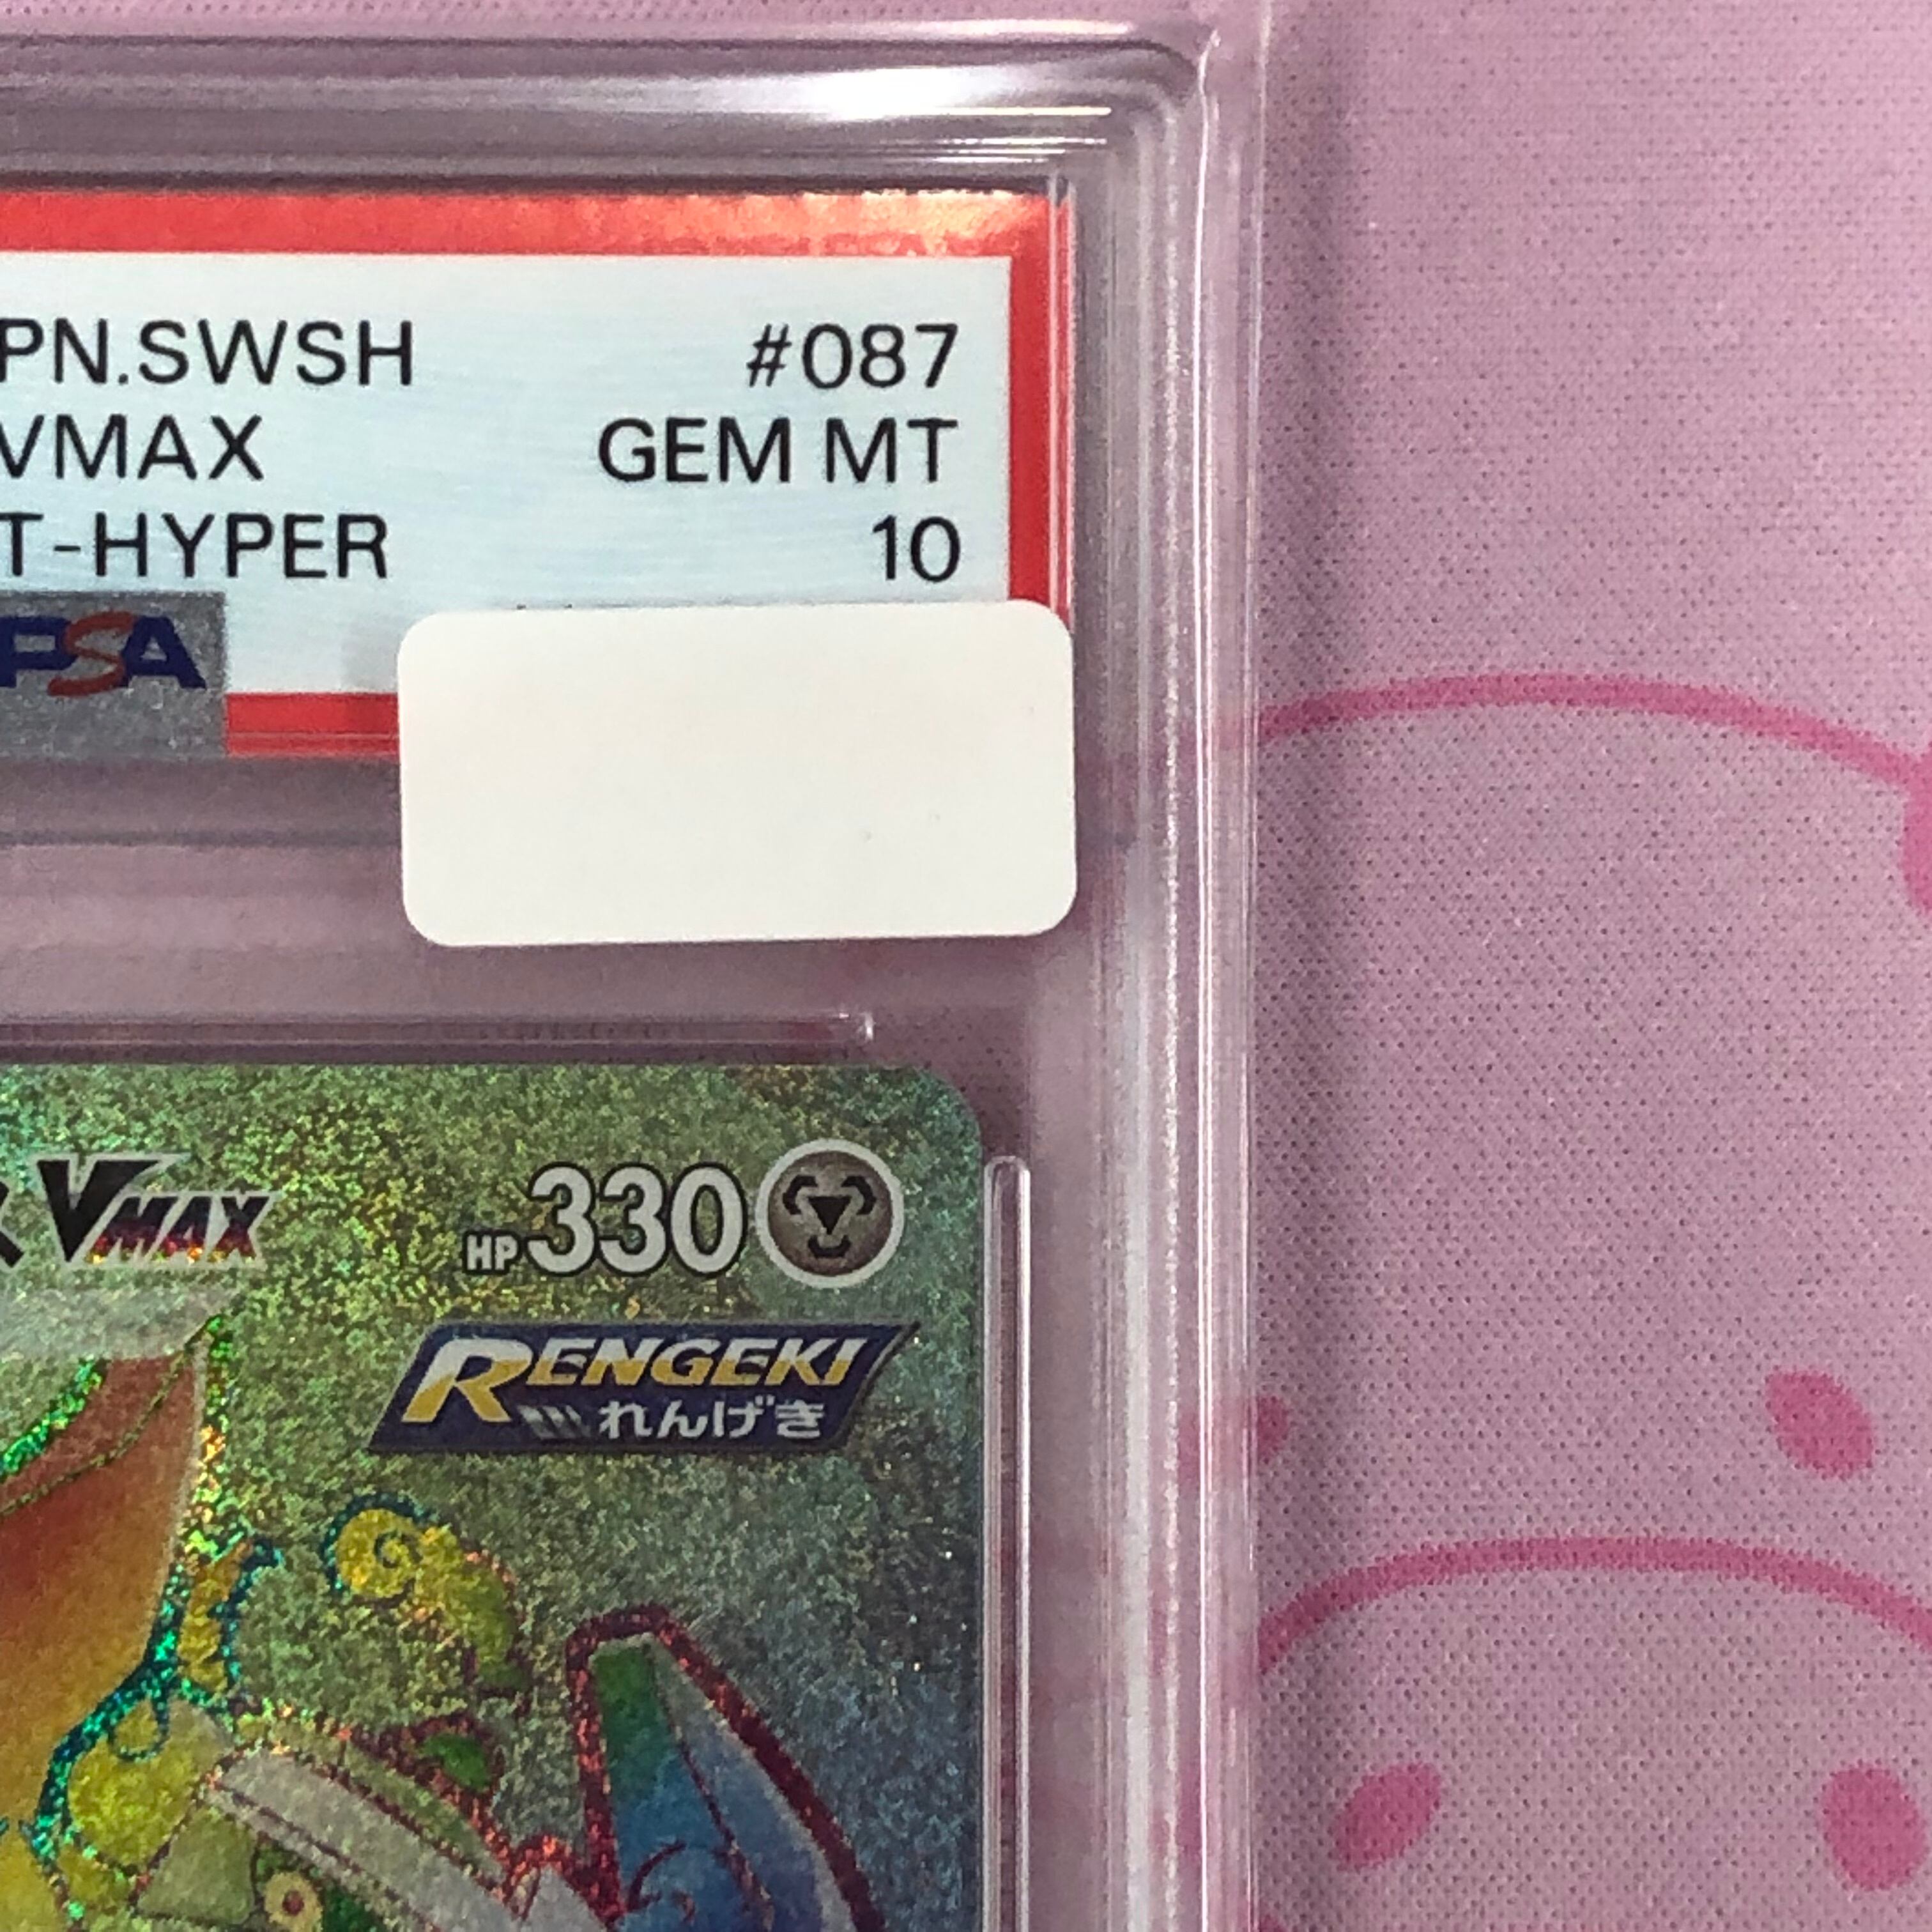 PN.SWSH #087
VMAX GEM MT
T-HYPER 10
PSA
VMAX HP330
RENGEKI
れんげき